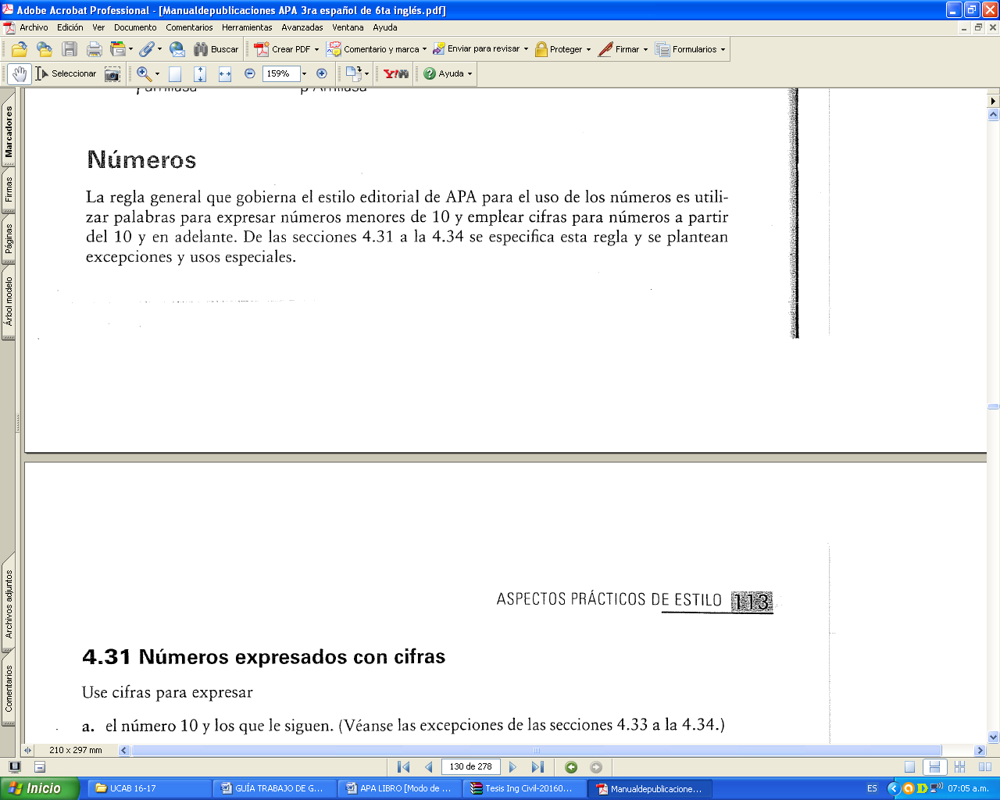 Adobe Acrobat Professional - [Manualdepublicaciones APA 3ra español de 6ta inglés.pdf]
Archivo Edición Ver Documento Comentarios Herramientas Avanzadas Ventana Ayuda
Buscar Crear PDF Comentario y marca Enviar para revisar Proteger Firmar Formularios
Seleccionar 159% Y! Ayuda
Marcadores
Firmas
Páginas
Árbol modelo
Archivos adjuntos
Comentarios
Números
La regla general que gobierna el estilo editorial de APA para el uso de los números es utili-
zar palabras para expresar números menores de 10 y emplear cifras para números a partir
del 10 y en adelante. De las secciones 4.31 a la 4.34 se especifica esta regla y se plantean
excepciones y usos especiales.
ASPECTOS PRÁCTICOS DE ESTILO 113
4.31 Números expresados con cifras
Use cifras para expresar
a. el número 10 y los que le siguen. (Véanse las excepciones de las secciones 4.33 a la 4.34.)
210 x 297 mm
130 de 278
Inicio UCAB 16-17 GUÍA TRABAJO DE G... APA LIBRO [Modo de ... Tesis Ing Civil-20160... Manualdepublicacione... ES 07:05 a.m.